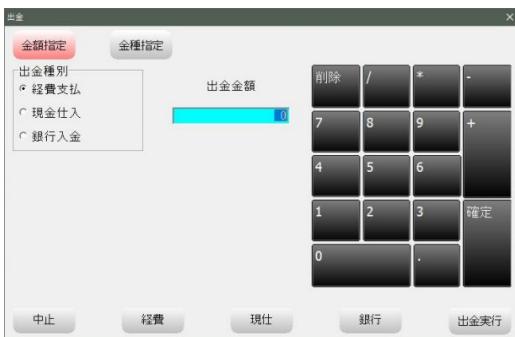 出金
金額指定 金種指定
出金種別
経費支払
現金仕入
銀行入金
出金金額
0
削除 / * -
7 8 9 +
4 5 6
1 2 3 確定
0 .
中止 経費 現仕 銀行 出金実行